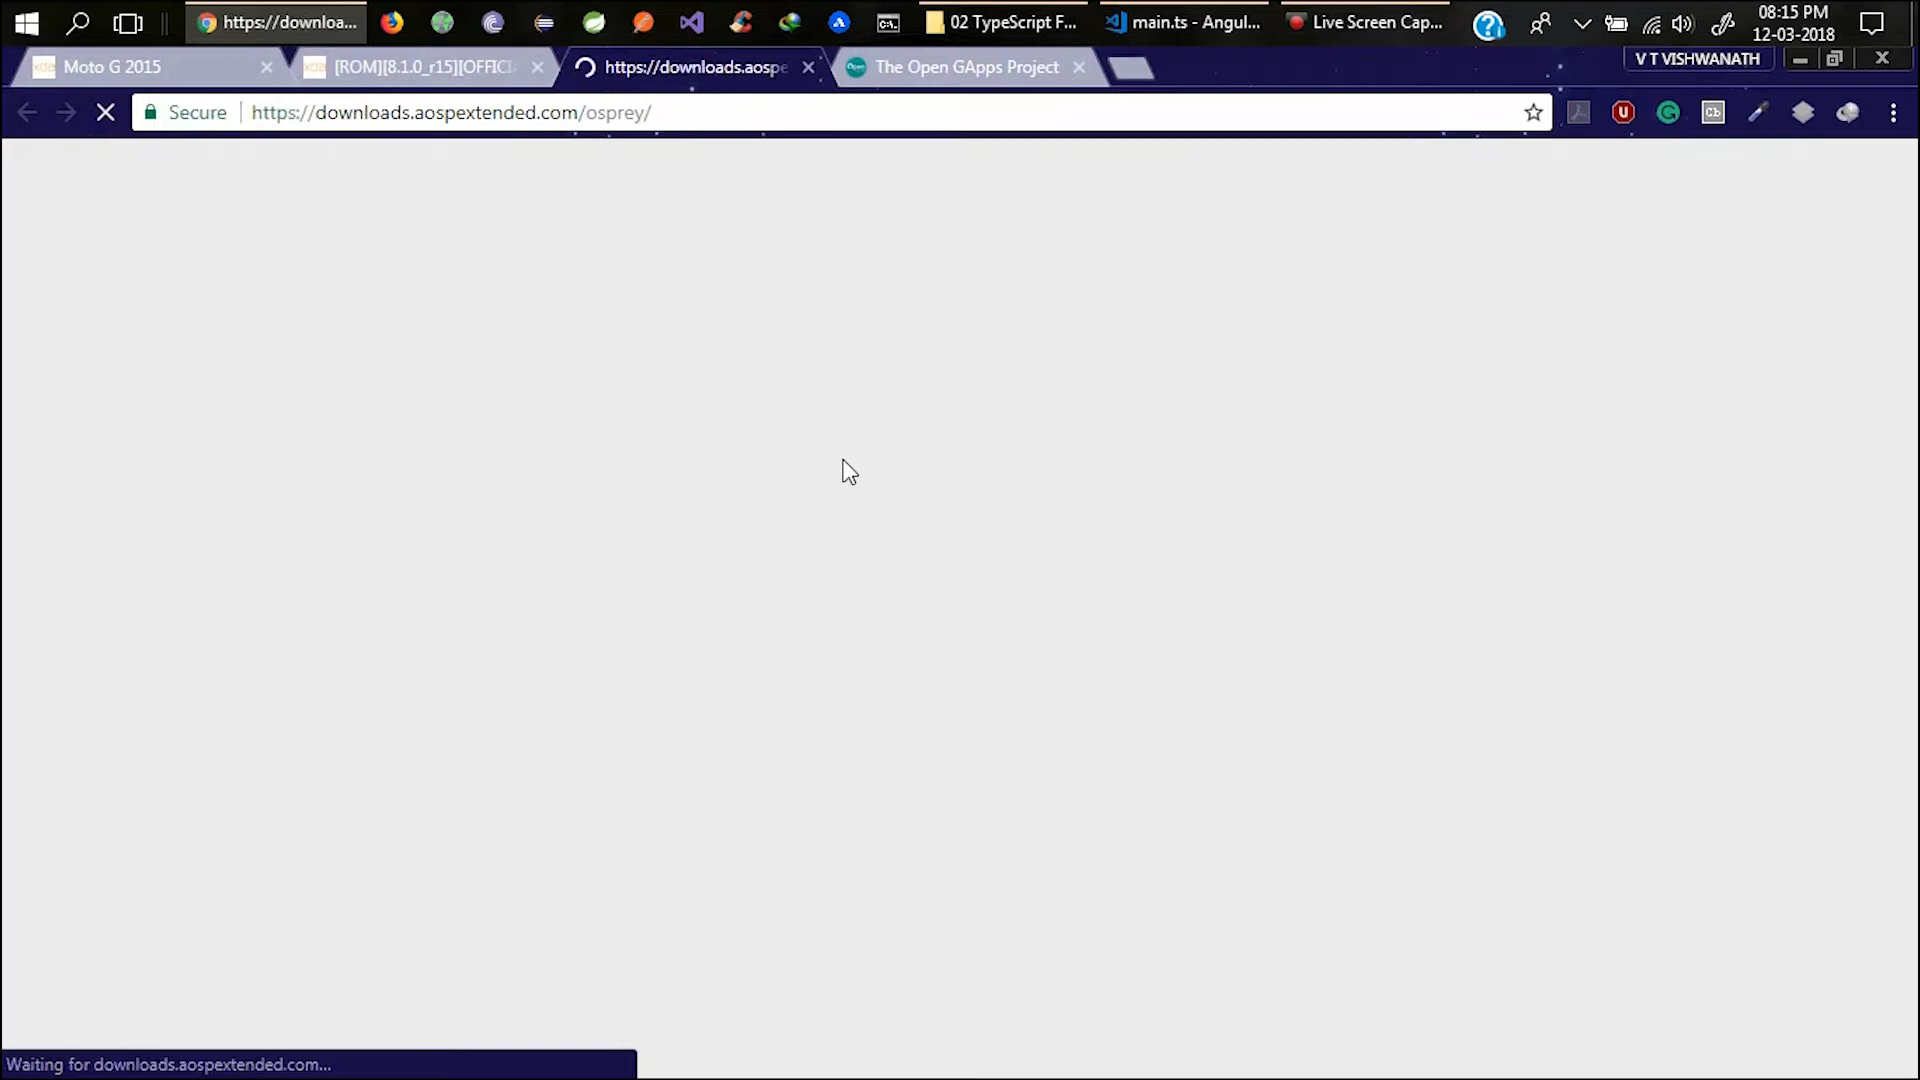 https://downloa...
02 TypeScript F...
main.ts - Angul...
Live Screen Cap...
08:15 PM
12-03-2018
Moto G 2015
[ROM][8.1.0_r15][OFFICI
https://downloads.aospe
The Open GApps Project
V T VISHWANATH
Secure
https://downloads.aospextended.com/osprey/
Waiting for downloads.aospextended.com...